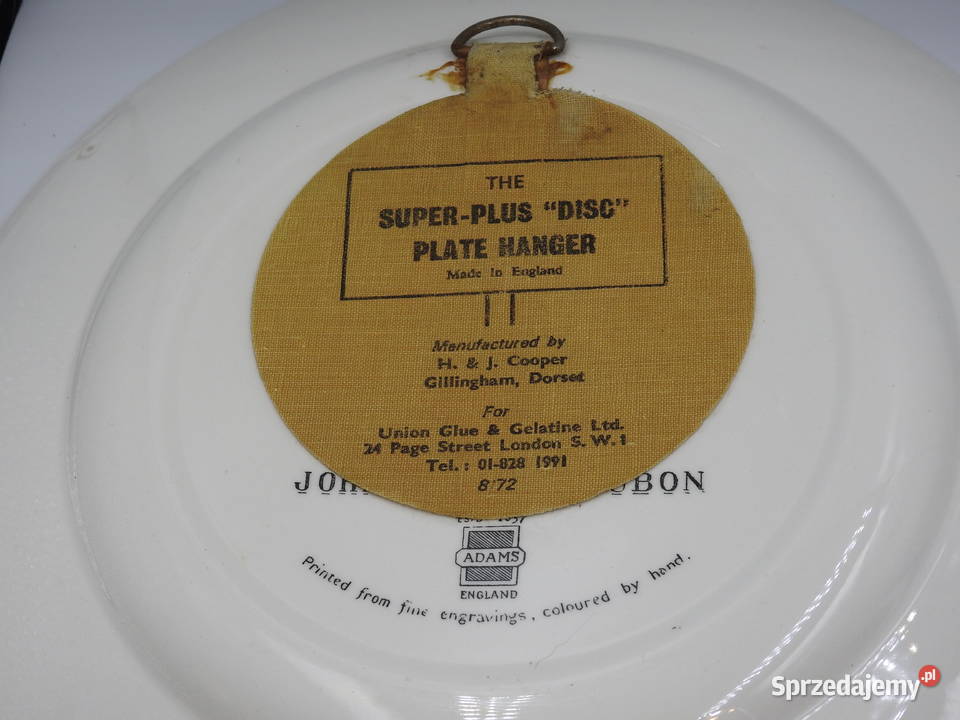 THE
SUPER-PLUS "DISC"
PLATE HANGER
Made in England
Manufactured by
H. & J. Cooper
Gillingham, Dorset
For
Union Glue & Gelatine Ltd.
24 Page Street London S.W.1
Tel.: 01-828 1991
8'72
ADAMS
ENGLAND
Printed from fine engravings, coloured by hand.
Sprzedajemy.pl